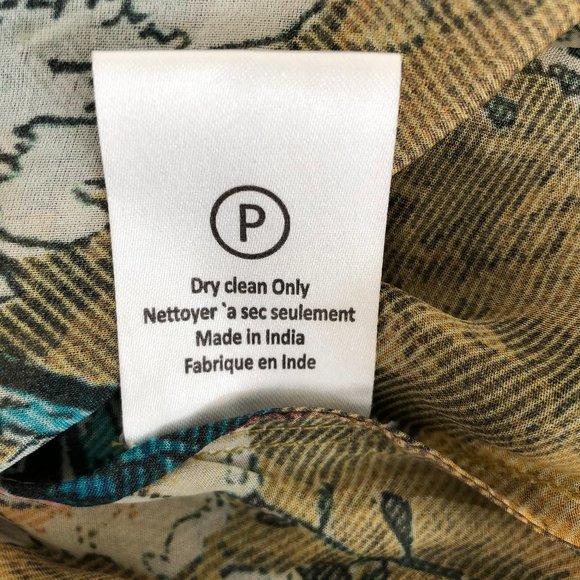 P
Dry clean Only
Nettoyer `a sec seulement
Made in India
Fabrique en Inde